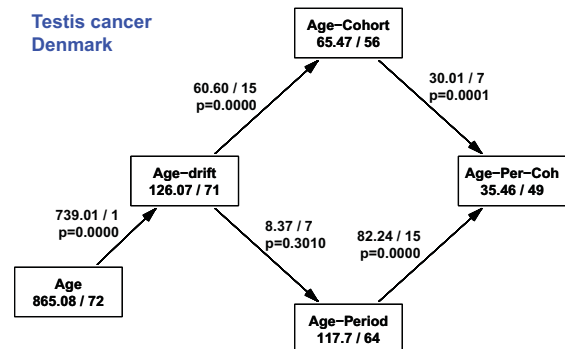 Testis cancer
Denmark
Age–Cohort
65.47 / 56
60.60 / 15
p=0.0000
30.01 / 7
p=0.0001
Age–drift
126.07 / 71
Age–Per–Coh
35.46 / 49
739.01 / 1
p=0.0000
8.37 / 7
p=0.3010
82.24 / 15
p=0.0000
Age
865.08 / 72
Age–Period
117.7 / 64